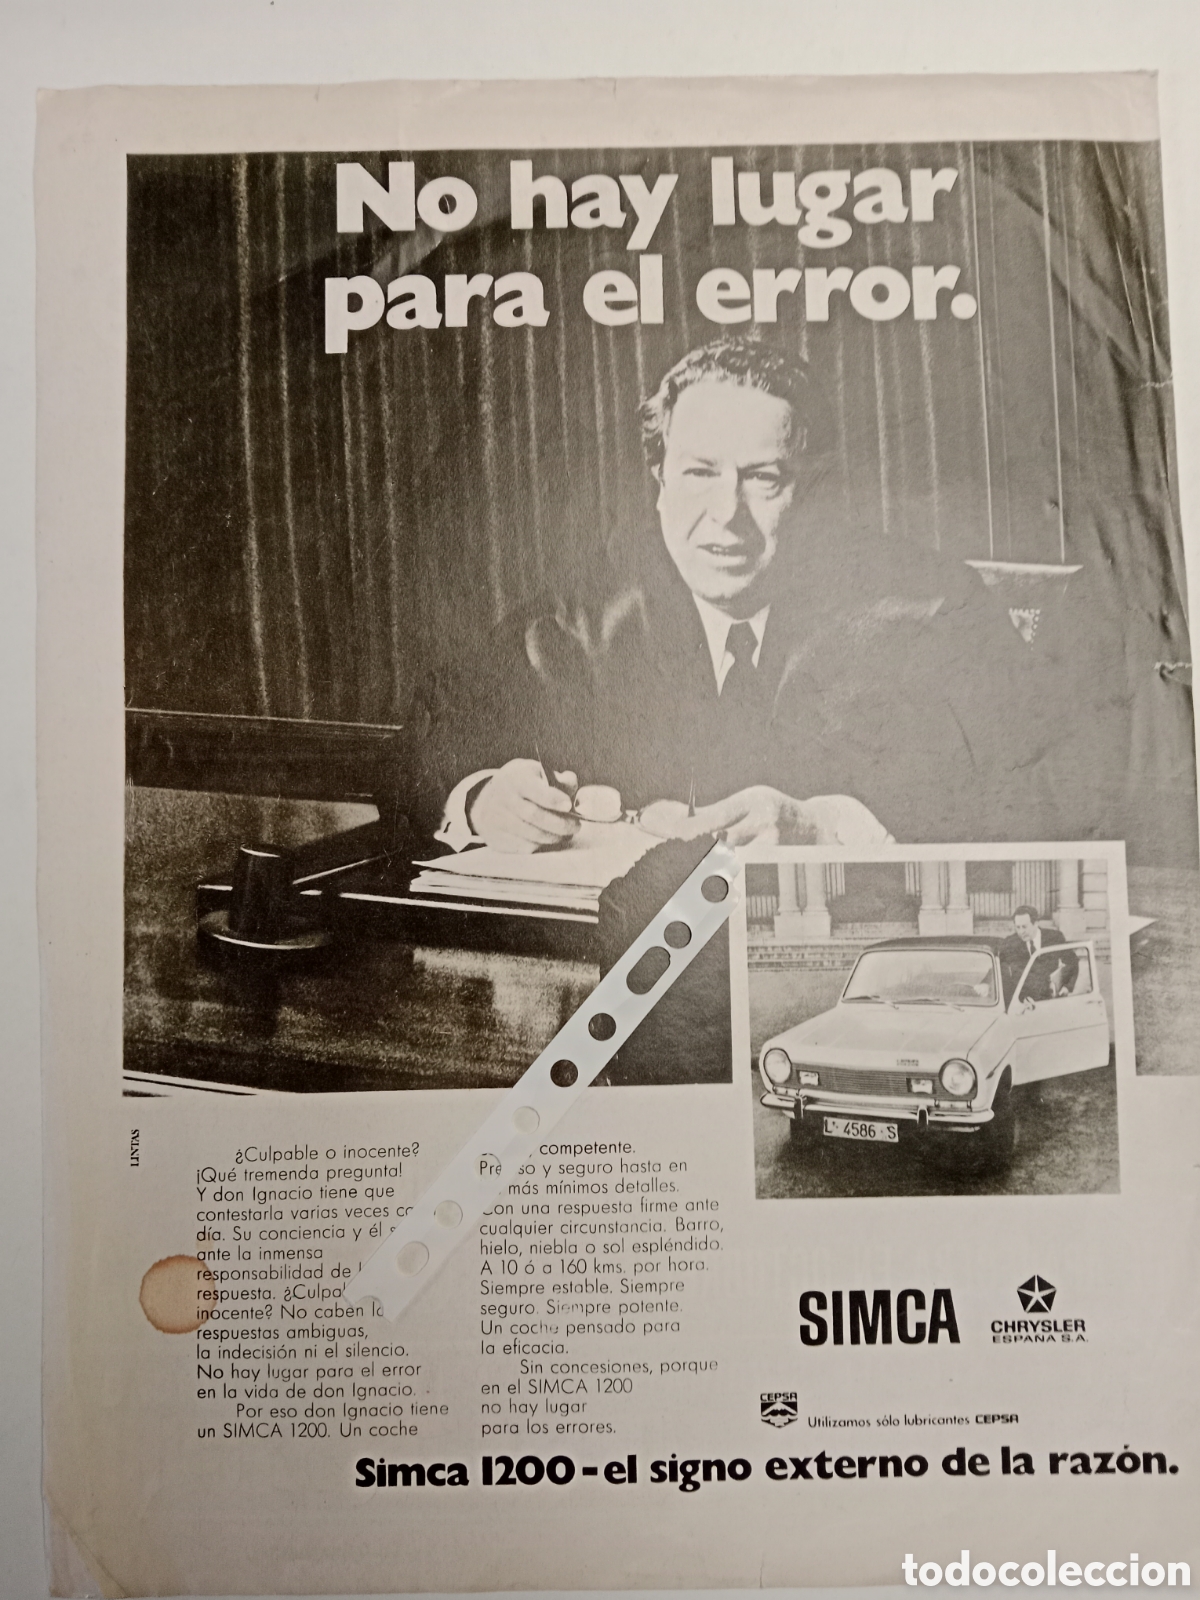 No hay lugar
para el error.
LINTAS
¿Culpable o inocente?
¡Qué tremenda pregunta!
Y don Ignacio tiene que
contestarla varias veces
día. Su conciencia y él
ante la inmensa
responsabilidad de
respuesta.
inocente? No caben
respuestas ambiguas,
la indecisión ni el silencio.
No hay lugar para el error
en la vida de don Ignacio.
Por eso don Ignacio tiene
un SIMCA 1200. Un coche
competente.
y seguro hasta en
más mínimos detalles.
Con una respuesta firme ante
cualquier circunstancia. Barro,
hielo, niebla o sol espléndido.
A 10 ó a 160 kms. por hora.
Siempre estable. Siempre
seguro. Siempre potente.
Un coche pensado para
la eficacia.
Sin concesiones, porque
en el SIMCA 1200
no hay lugar
para los errores.
L· 4586-S
SIMCA
CHRYSLER
ESPAÑA S.A.
CEPSA
Utilizamos sólo lubricantes CEPSA
Simca 1200-el signo externo de la razón.
todocoleccion